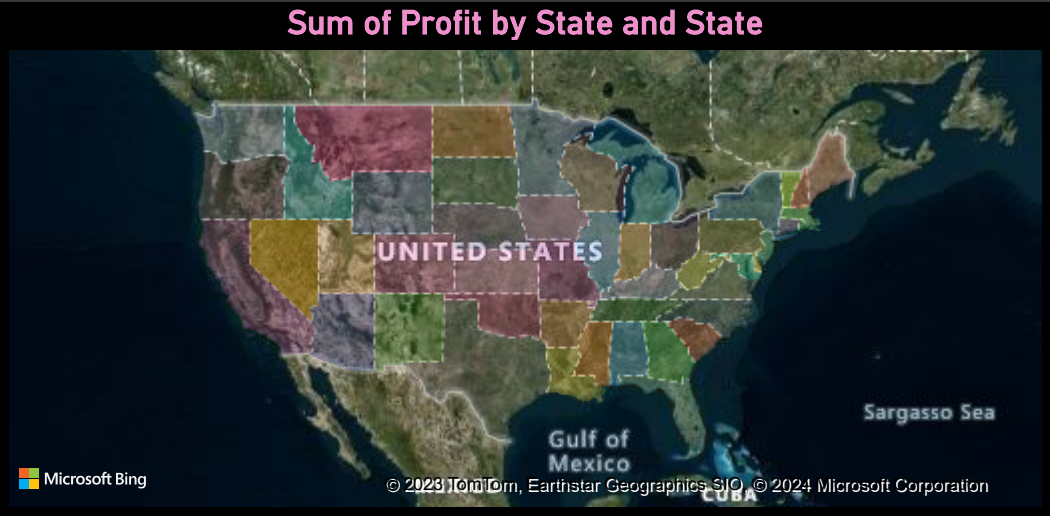 Sum of Profit by State and State
UNITED STATES
Sargasso Sea
Gulf of
Mexico
Microsoft Bing
© 2023 TomTom, Earthstar Geographics SIO, © 2024 Microsoft Corporation
CUBA